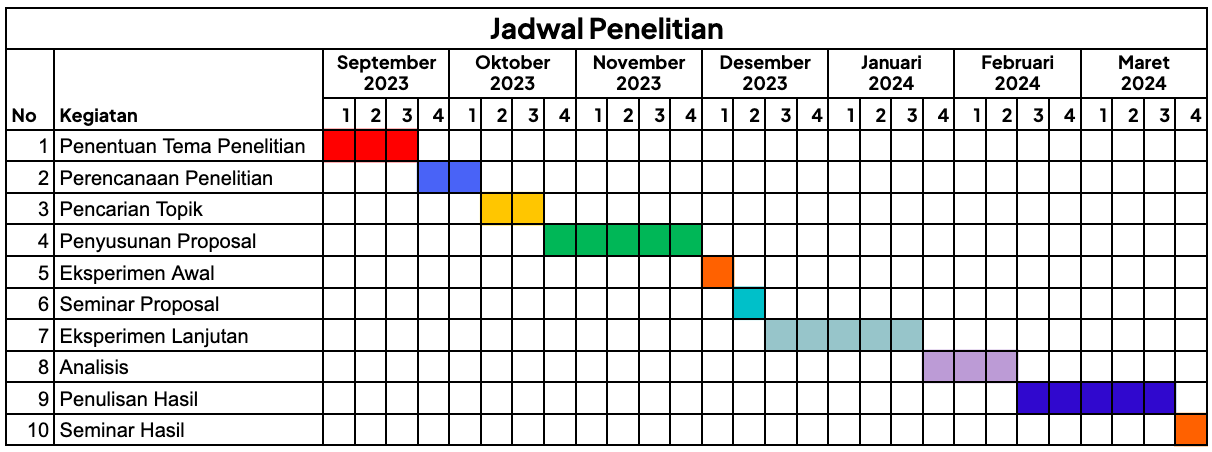 Jadwal Penelitian
September 2023 Oktober 2023 November 2023 Desember 2023 Januari 2024 Februari 2024 Maret 2024
No Kegiatan 1 2 3 4 1 2 3 4 1 2 3 4 1 2 3 4 1 2 3 4 1 2 3 4 1 2 3 4
1 Penentuan Tema Penelitian
2 Perencanaan Penelitian
3 Pencarian Topik
4 Penyusunan Proposal
5 Eksperimen Awal
6 Seminar Proposal
7 Eksperimen Lanjutan
8 Analisis
9 Penulisan Hasil
10 Seminar Hasil